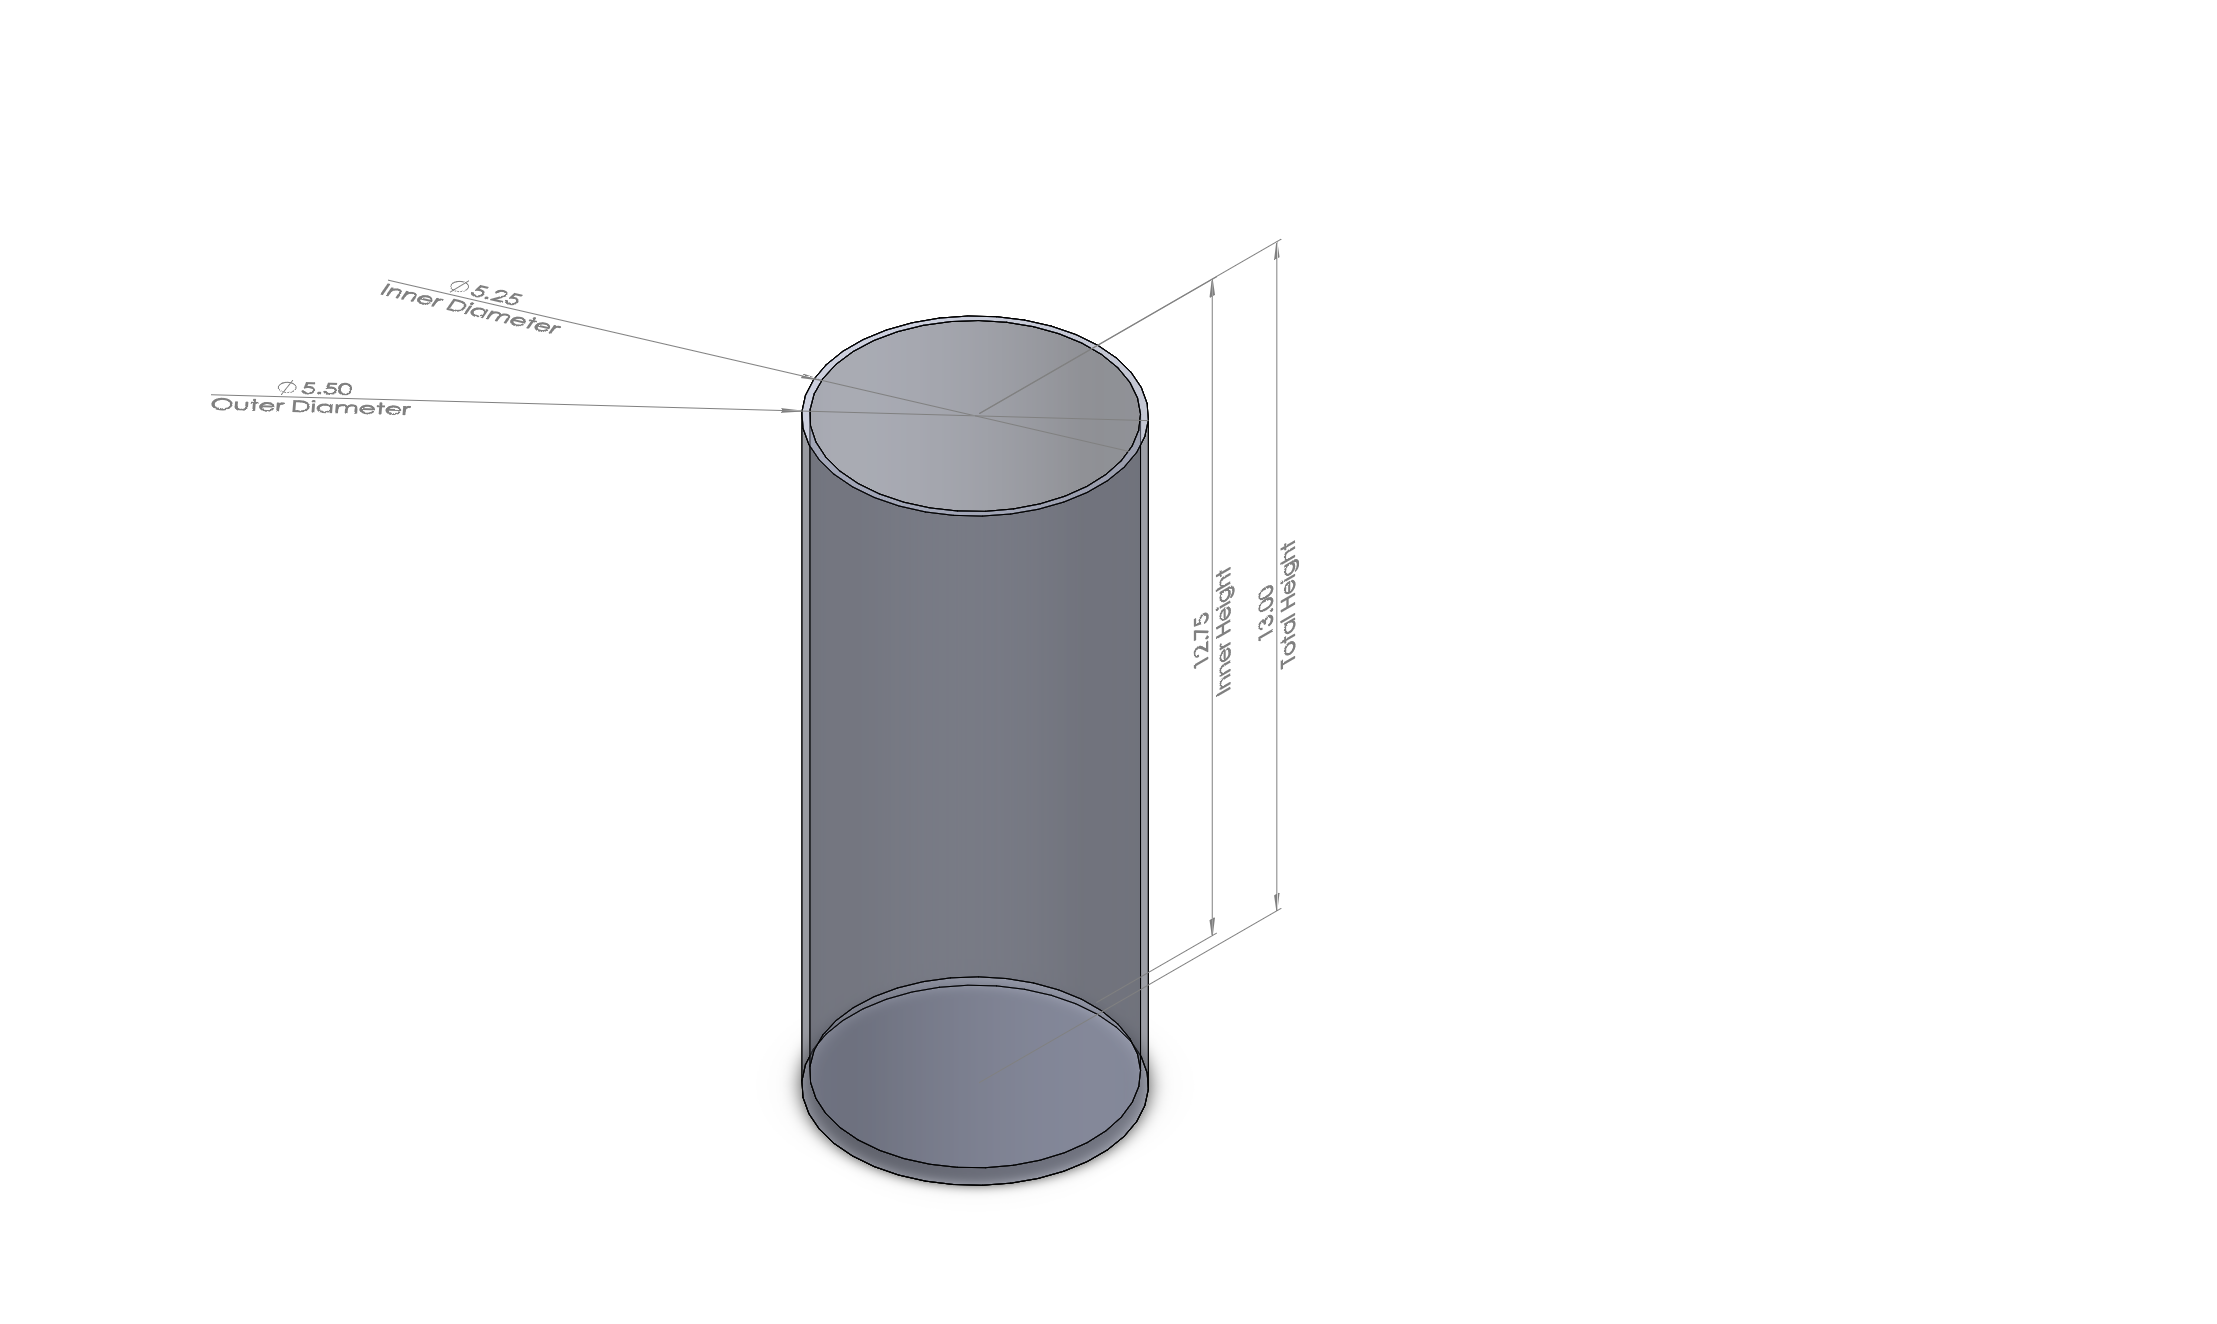 ∅5.25
Inner Diameter
∅5.50
Outer Diameter
12.75
Inner Height
13.00
Total Height